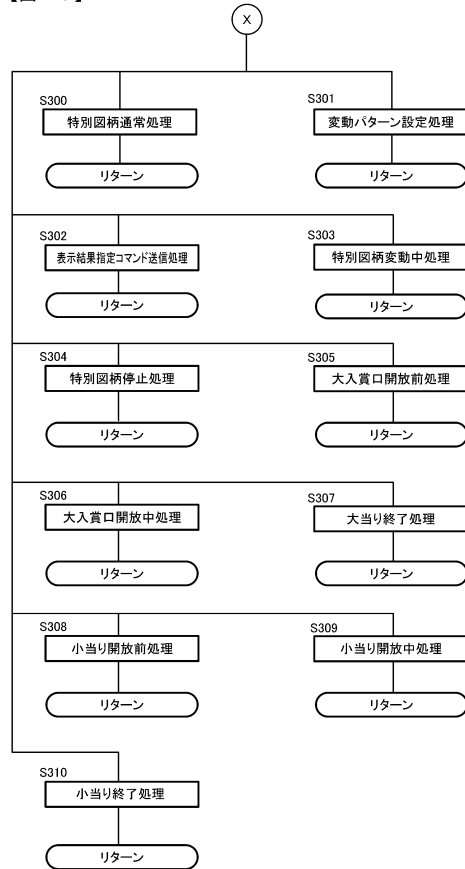 X
S300
特別図柄通常処理
リターン
S301
変動パターン設定処理
リターン
S302
表示結果指定コマンド送信処理
リターン
S303
特別図柄変動中処理
リターン
S304
特別図柄停止処理
リターン
S305
大入賞口開放前処理
リターン
S306
大入賞口開放中処理
リターン
S307
大当り終了処理
リターン
S308
小当り開放前処理
リターン
S309
小当り開放中処理
リターン
S310
小当り終了処理
リターン